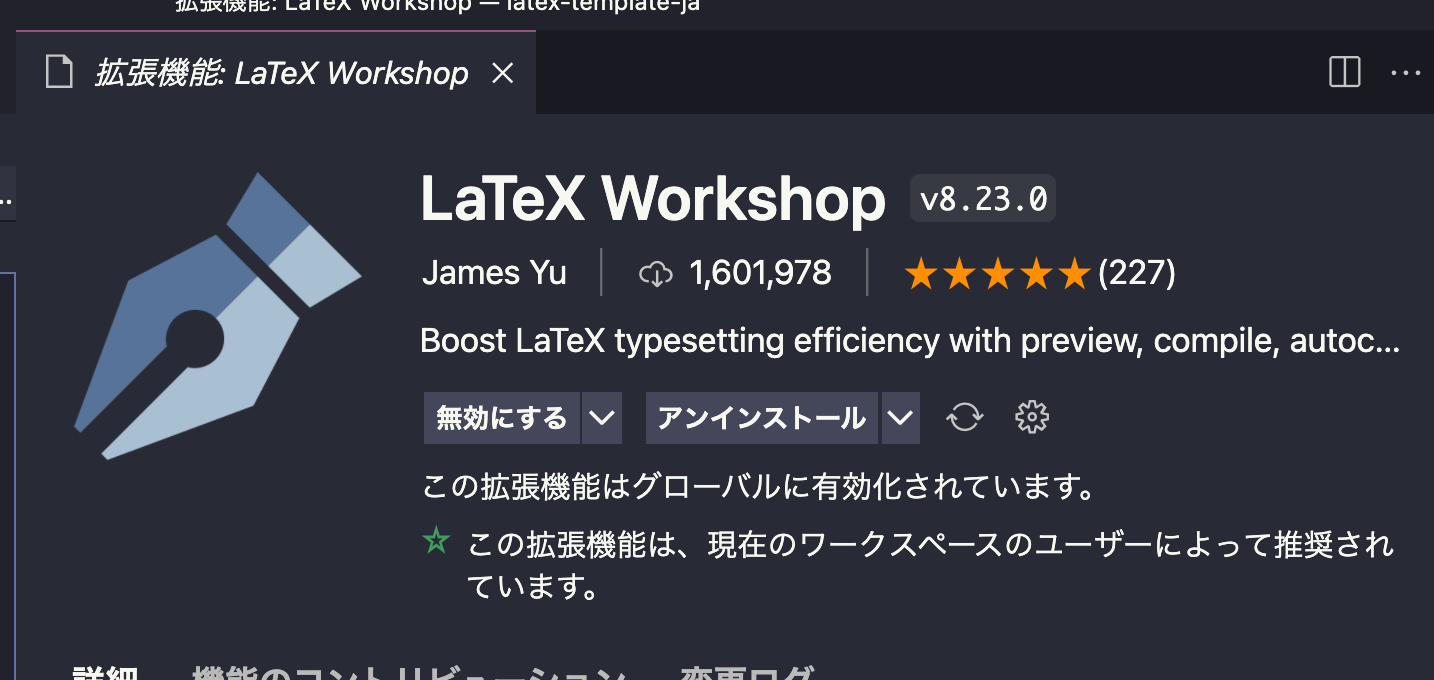 拡張機能: LaTeX Workshop — latex-template-ja
拡張機能: LaTeX Workshop
LaTeX Workshop v8.23.0
James Yu 1,601,978 (227)
Boost LaTeX typesetting efficiency with preview, compile, autoc...
無効にする アンインストール
この拡張機能はグローバルに有効化されています。
この拡張機能は、現在のワークスペースのユーザーによって推奨され
ています。
詳細 機能のコントリビューション 変更ログ